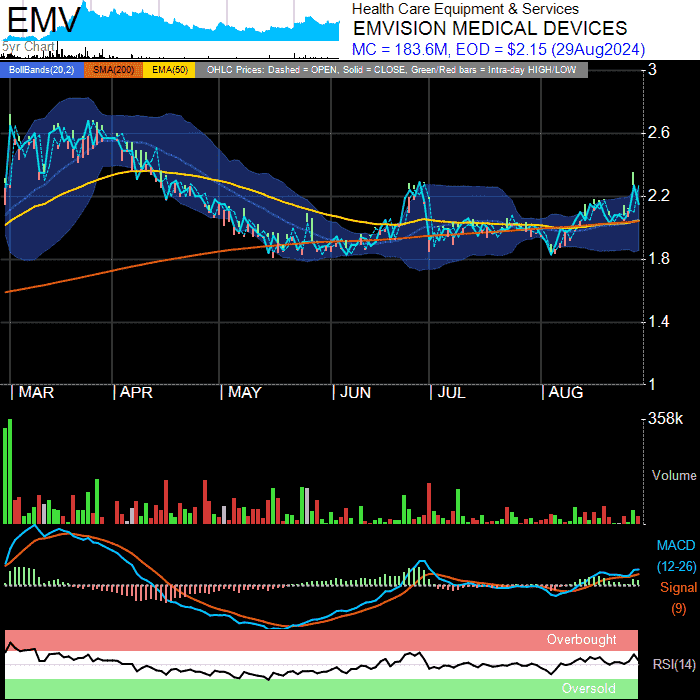 EMV
5yr Chart
Health Care Equipment & Services
EMVISION MEDICAL DEVICES
MC = 183.6M, EOD = $2.15 (29Aug2024)
BollBands(20,2) SMA(200) EMA(50) OHLC Prices: Dashed = OPEN, Solid = CLOSE, Green/Red bars = Intra-day HIGH/LOW
3
2.6
2.2
1.8
1.4
1
MAR APR MAY JUN JUL AUG
358k
Volume
MACD
(12-26)
Signal
(9)
Overbought
RSI(14)
Oversold